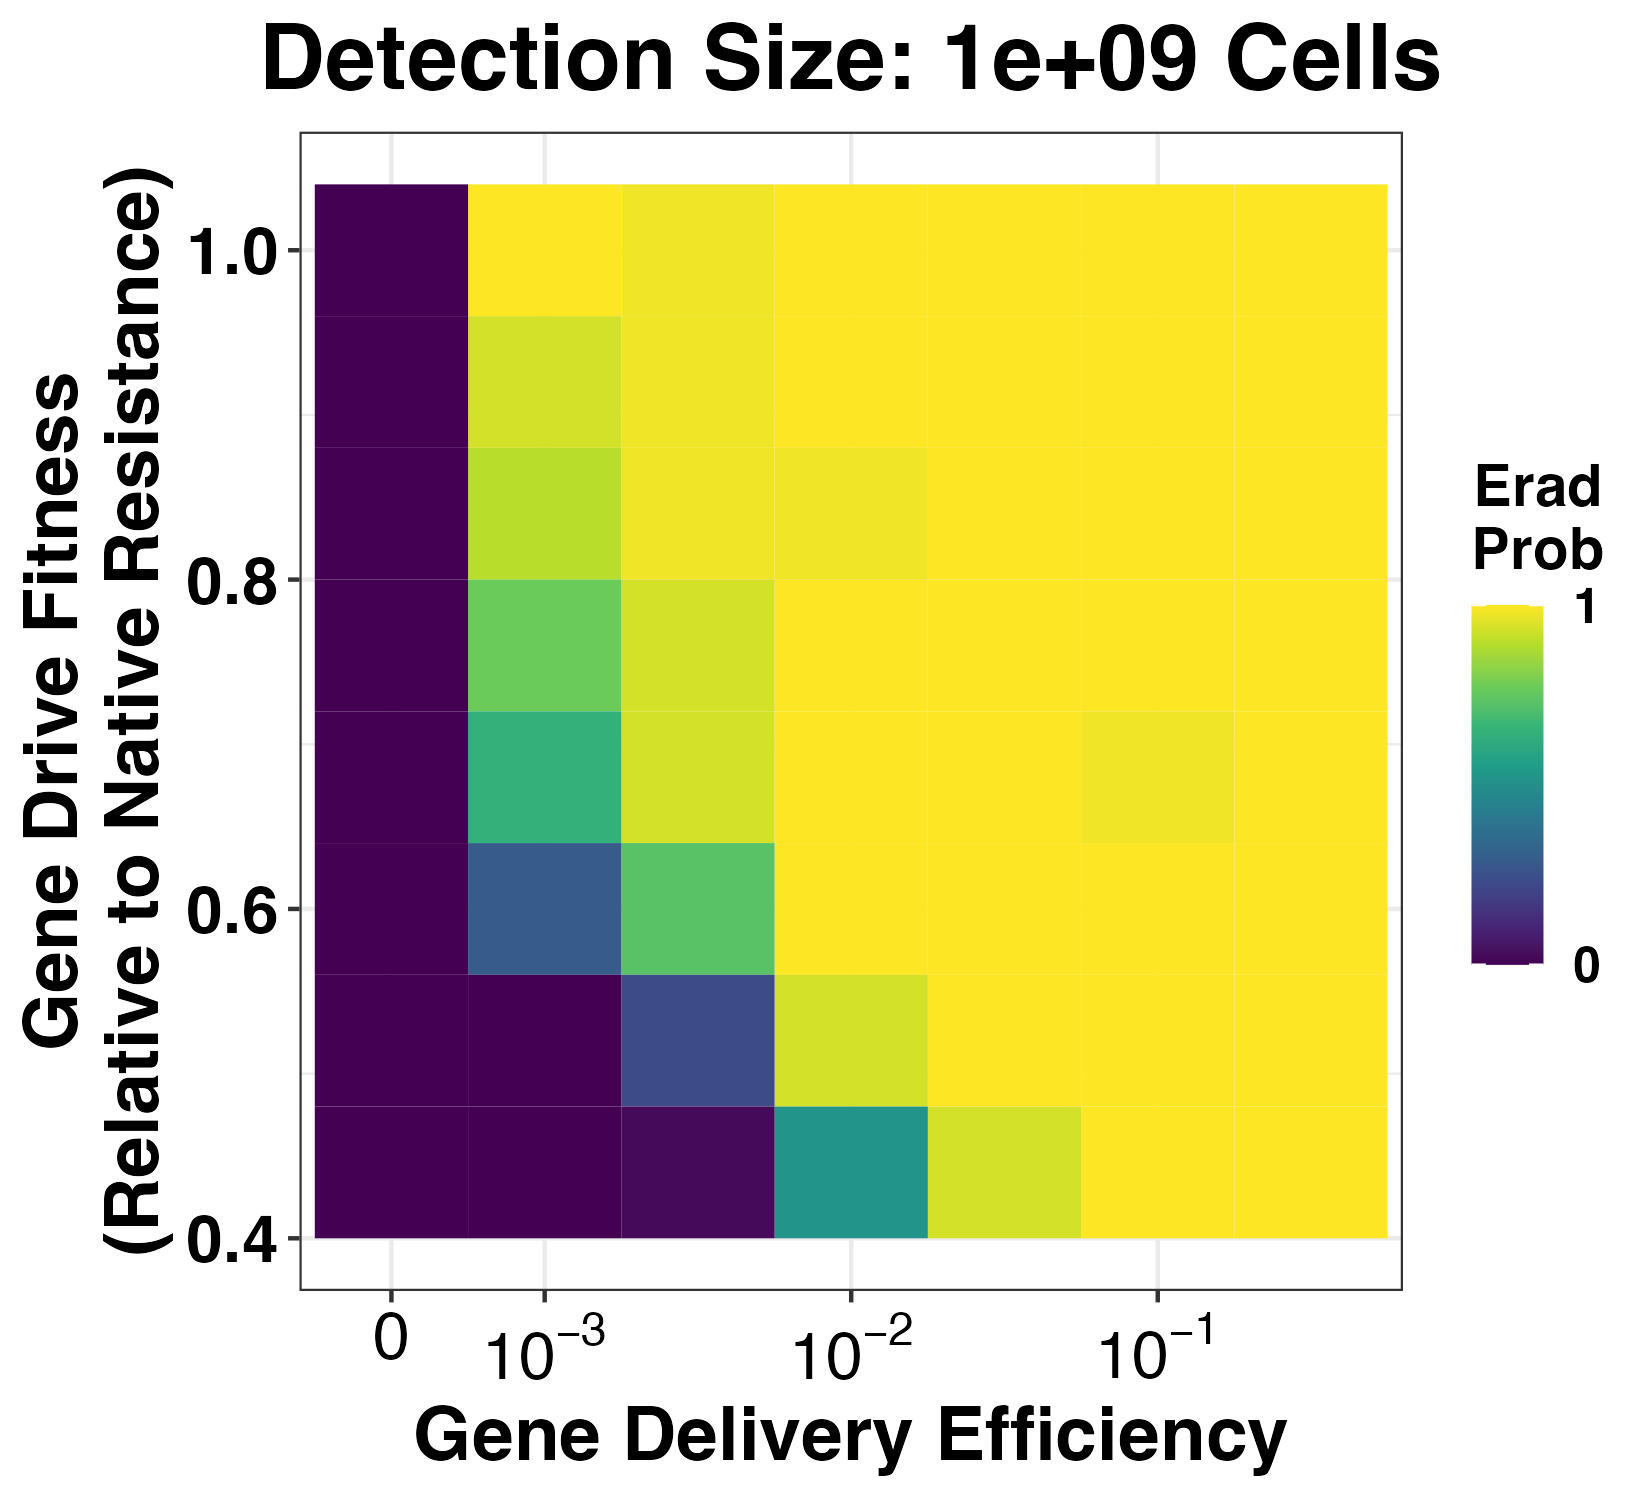 Detection Size: 1e+09 Cells
Gene Drive Fitness
(Relative to Native Resistance)
1.0
0.8
0.6
0.4
0
10⁻³
10⁻²
10⁻¹
Gene Delivery Efficiency
Erad
Prob
1
0